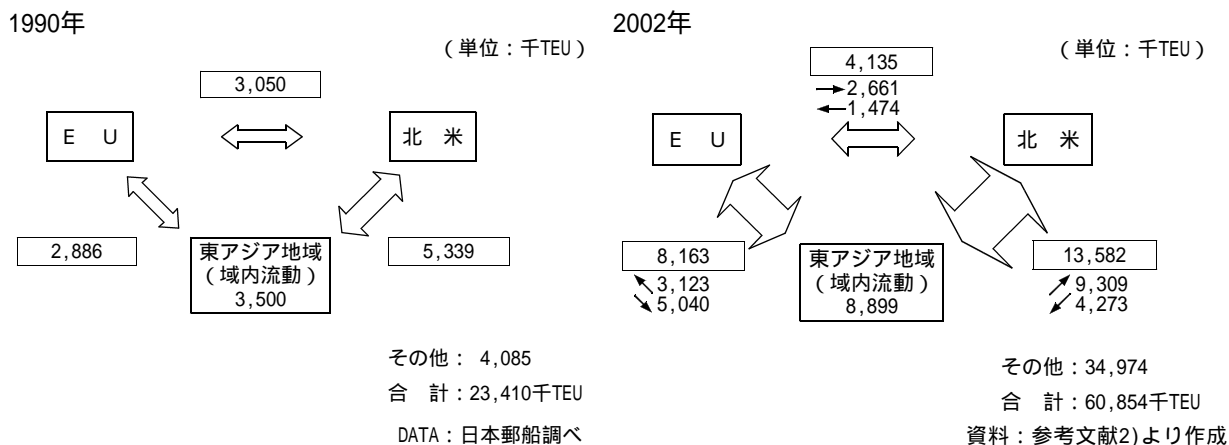 1990年
(単位：千TEU)
3,050
E U
北 米
2,886
東アジア地域
(域内流動)
3,500
5,339
その他： 4,085
合 計：23,410千TEU
DATA：日本郵船調べ
2002年
(単位：千TEU)
4,135
→2,661
←1,474
E U
北 米
8,163
↖3,123
↘5,040
東アジア地域
(域内流動)
8,899
13,582
↗9,309
↙4,273
その他：34,974
合 計：60,854千TEU
資料：参考文献2)より作成